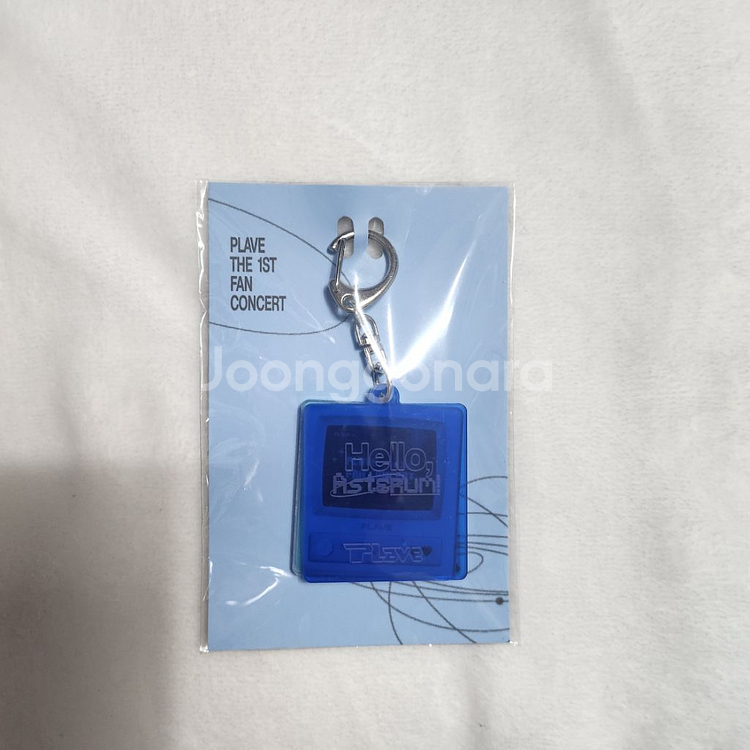 PLAVE
THE 1ST
FAN
CONCERT
Joonggonara
Hello,
Asterum!
PLAVE
PLAVE